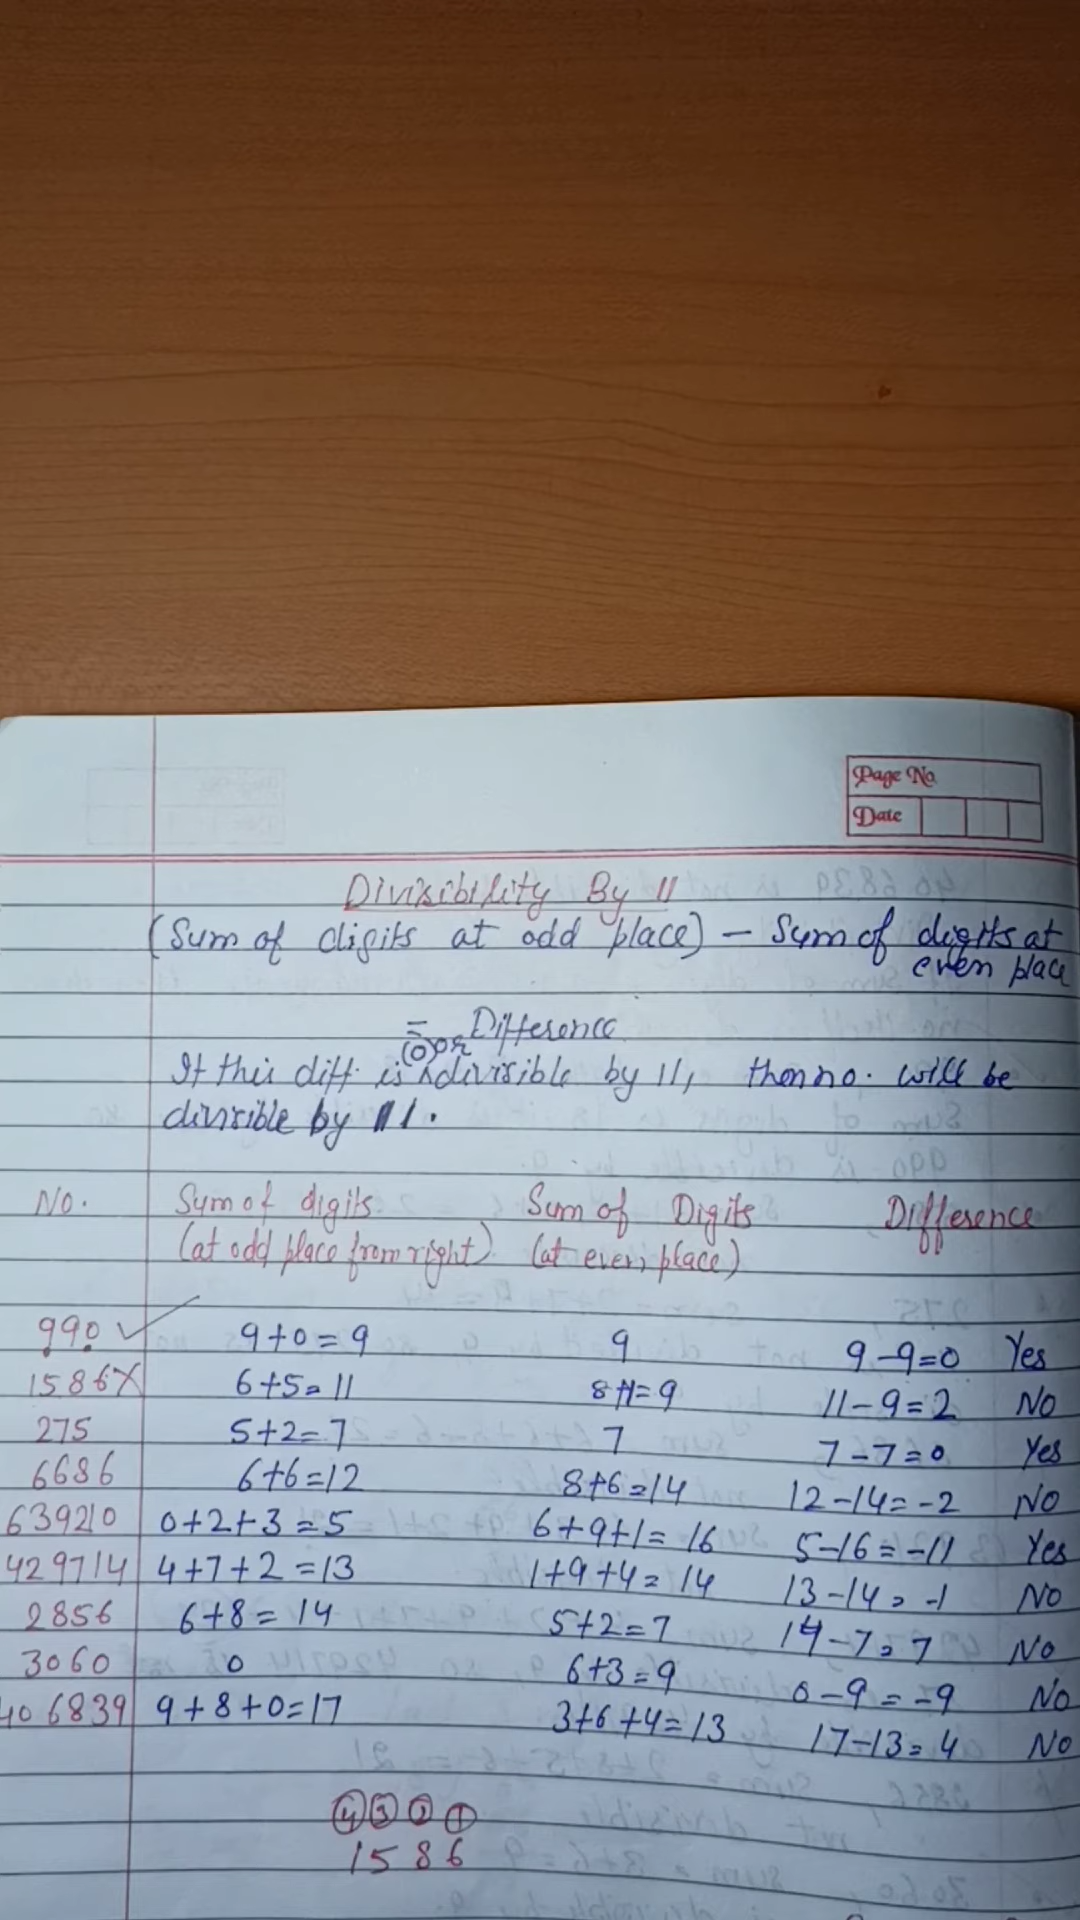 Page No.
Date
Divisibility By 11
(Sum of digits at odd place) - Sum of digits at
even place
= Difference
(0) or
If this diff. is divisible by 11, then no. will be
divisible by 11.
No. Sum of digits Sum of Digits Difference
(at odd place from right) (at even place)
990 ✓ 9+0=9 9 9-9=0 Yes
1586X 6+5=11 8+1=9 11-9=2 NO
275 5+2=7 7 7-7=0 Yes
6686 6+6=12 8+6=14 12-14=-2 NO
639210 0+2+3=5 6+9+1=16 5-16=-11 Yes
429714 4+7+2=13 1+9+4=14 13-14=-1 No
2856 6+8=14 5+2=7 14-7=7 No
3060 0 6+3=9 0-9=-9 No
406839 9+8+0=17 3+6+4=13 17-13=4 No
4 3 2 1
1586